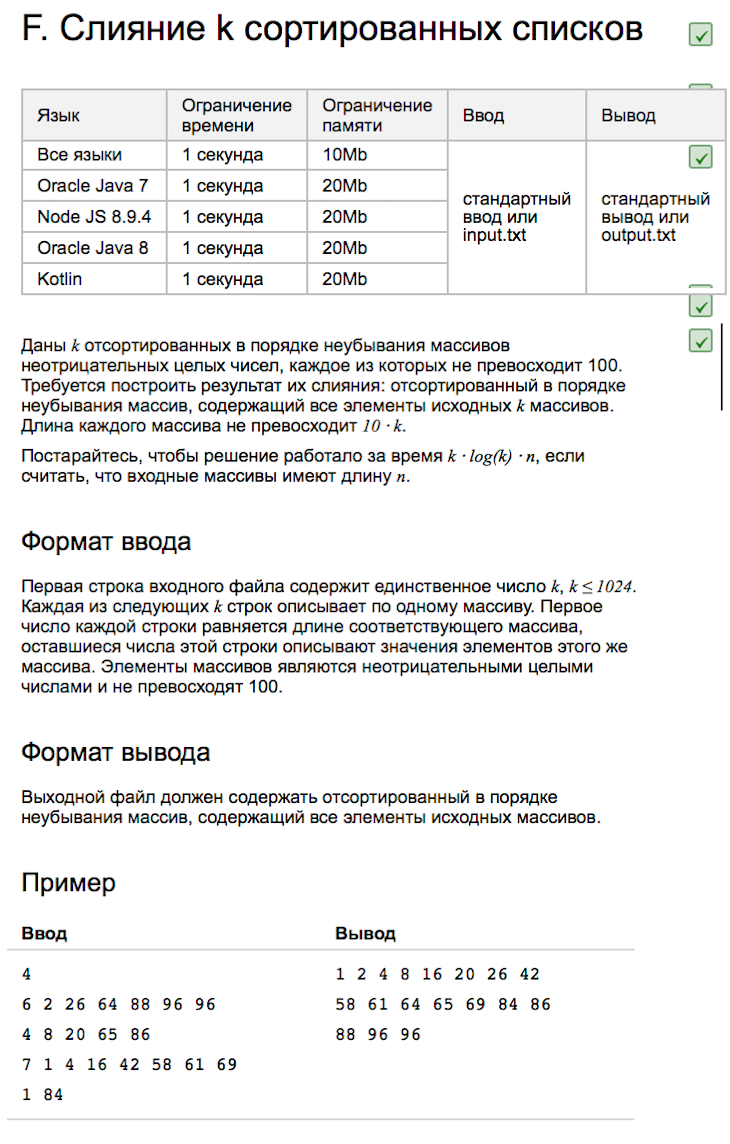 F. Слияние k сортированных списков
Язык
Ограничение времени
Ограничение памяти
Ввод
Вывод
Все языки 1 секунда 10Mb
Oracle Java 7 1 секунда 20Mb
Node JS 8.9.4 1 секунда 20Mb
Oracle Java 8 1 секунда 20Mb
Kotlin 1 секунда 20Mb
стандартный
ввод или
input.txt
стандартный
вывод или
output.txt
Даны k отсортированных в порядке неубывания массивов
неотрицательных целых чисел, каждое из которых не превосходит 100.
Требуется построить результат их слияния: отсортированный в порядке
неубывания массив, содержащий все элементы исходных k массивов.
Длина каждого массива не превосходит 10 · k.
Постарайтесь, чтобы решение работало за время k · log(k) · n, если
считать, что входные массивы имеют длину n.
Формат ввода
Первая строка входного файла содержит единственное число k, k ≤ 1024.
Каждая из следующих k строк описывает по одному массиву. Первое
число каждой строки равняется длине соответствующего массива,
оставшиеся числа этой строки описывают значения элементов этого же
массива. Элементы массивов являются неотрицательными целыми
числами и не превосходят 100.
Формат вывода
Выходной файл должен содержать отсортированный в порядке
неубывания массив, содержащий все элементы исходных массивов.
Пример
Ввод
4
6 2 26 64 88 96 96
4 8 20 65 86
7 1 4 16 42 58 61 69
1 84
Вывод
1 2 4 8 16 20 26 42
58 61 64 65 69 84 86
88 96 96